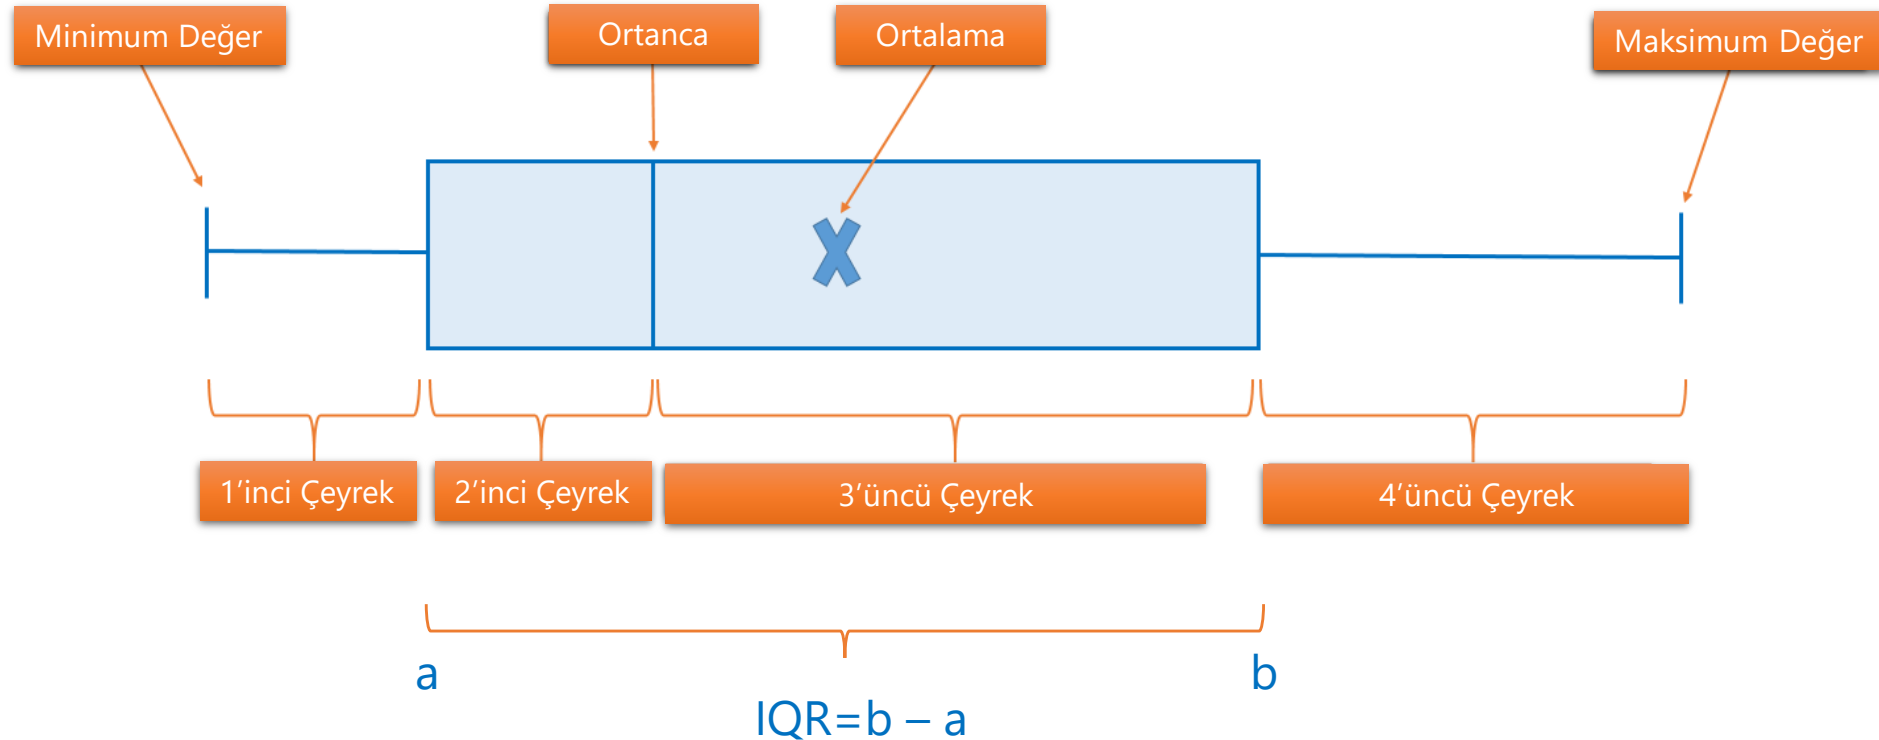 Minimum Değer
Ortanca
Ortalama
Maksimum Değer
1’inci Çeyrek
2’inci Çeyrek
3’üncü Çeyrek
4’üncü Çeyrek
a
b
IQR=b – a